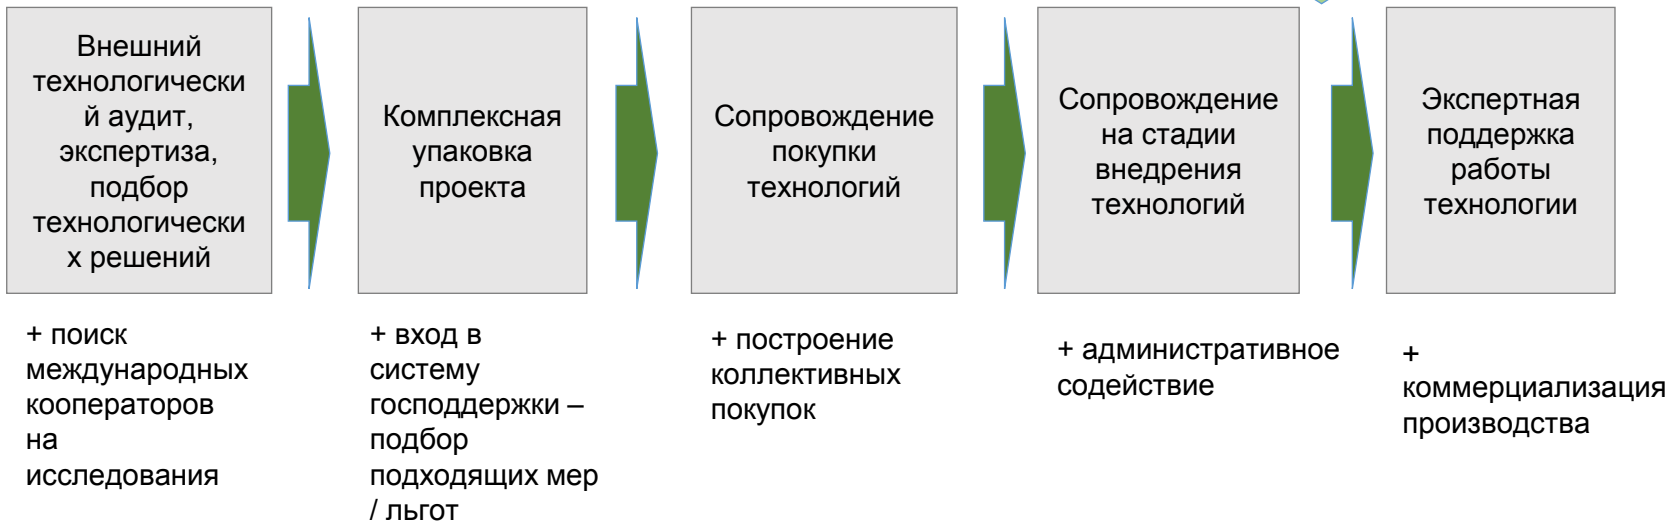 Внешний
технологически
й аудит,
экспертиза,
подбор
технологически
х решений
Комплексная
упаковка
проекта
Сопровождение
покупки
технологий
Сопровождение
на стадии
внедрения
технологий
Экспертная
поддержка
работы
технологии
+ поиск
международных
кооператоров
на
исследования
+ вход в
систему
господдержки –
подбор
подходящих мер
/ льгот
+ построение
коллективных
покупок
+ административное
содействие
+
коммерциализация
производства